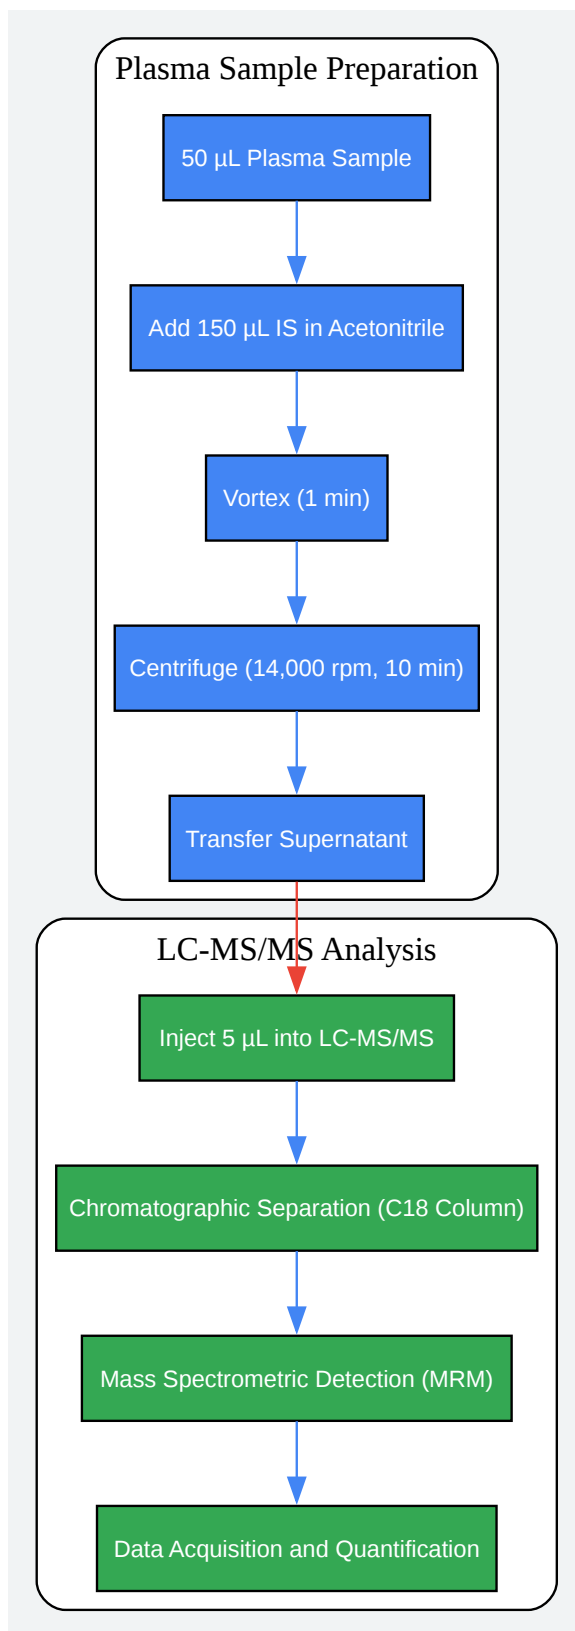 Plasma Sample Preparation
50 µL Plasma Sample
Add 150 µL IS in Acetonitrile
Vortex (1 min)
Centrifuge (14,000 rpm, 10 min)
Transfer Supernatant
LC-MS/MS Analysis
Inject 5 µL into LC-MS/MS
Chromatographic Separation (C18 Column)
Mass Spectrometric Detection (MRM)
Data Acquisition and Quantification